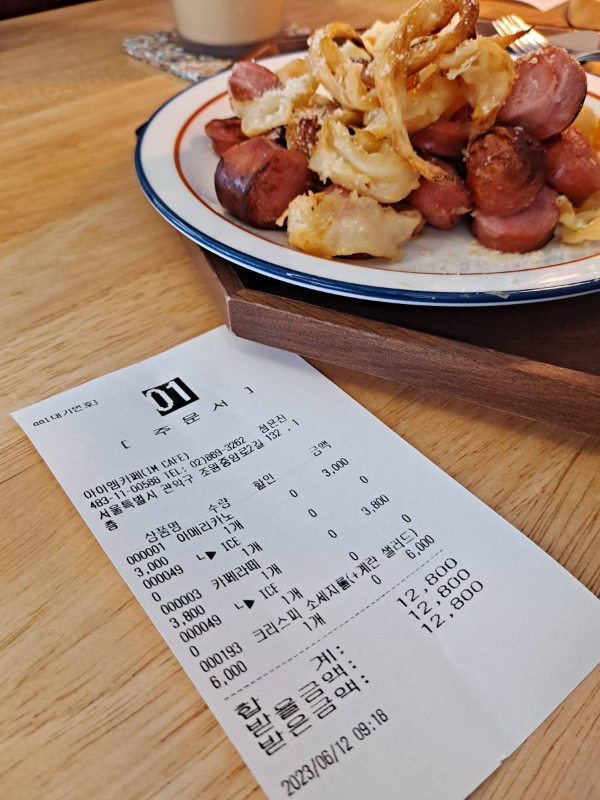 00[대기번호]
01
[ 주 문 서 ]
아이엠카페(IM CAFE) 정은진
483-11-00588 TEL: 02)869-3262
서울특별시 관악구 조원중앙로2길 132 , 1
층
상품명 수량 할인 금액
000001 아메리카노
3,000 1개 0 3,000
000049 ㄴ▶ ICE
0 1개 0 0
000003 카페라떼
3,800 1개 0 3,800
000049 ㄴ▶ ICE
0 1개 0 0
000193 크리스피 소세지볼(+계란 샐러드)
6,000 1개 0 6,000
합 계: 12,800
받을금액: 12,800
받은금액: 12,800
2023/06/12 09:18